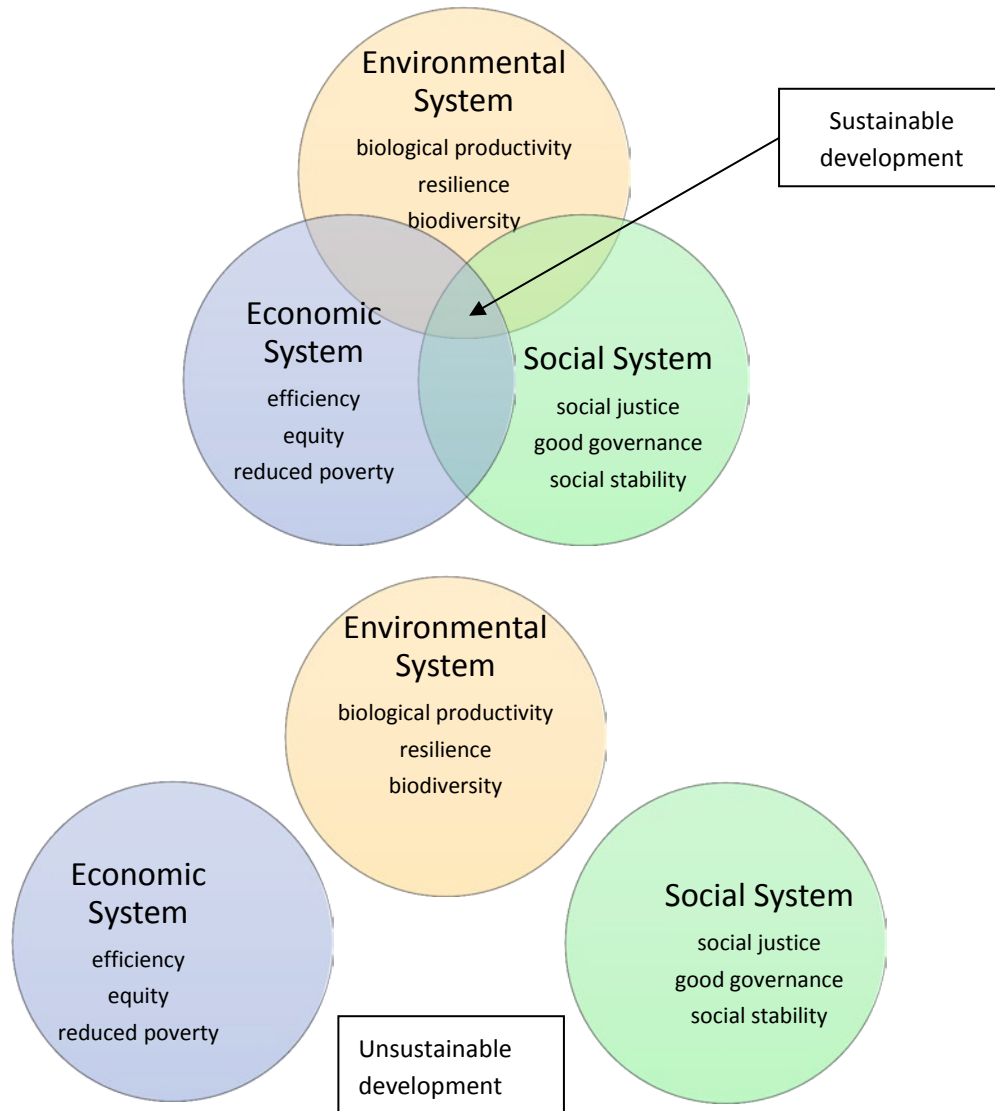 Environmental
System
biological productivity
resilience
biodiversity
Sustainable
development
Economic
System
efficiency
equity
reduced poverty
Social System
social justice
good governance
social stability
Environmental
System
biological productivity
resilience
biodiversity
Economic
System
efficiency
equity
reduced poverty
Social System
social justice
good governance
social stability
Unsustainable
development